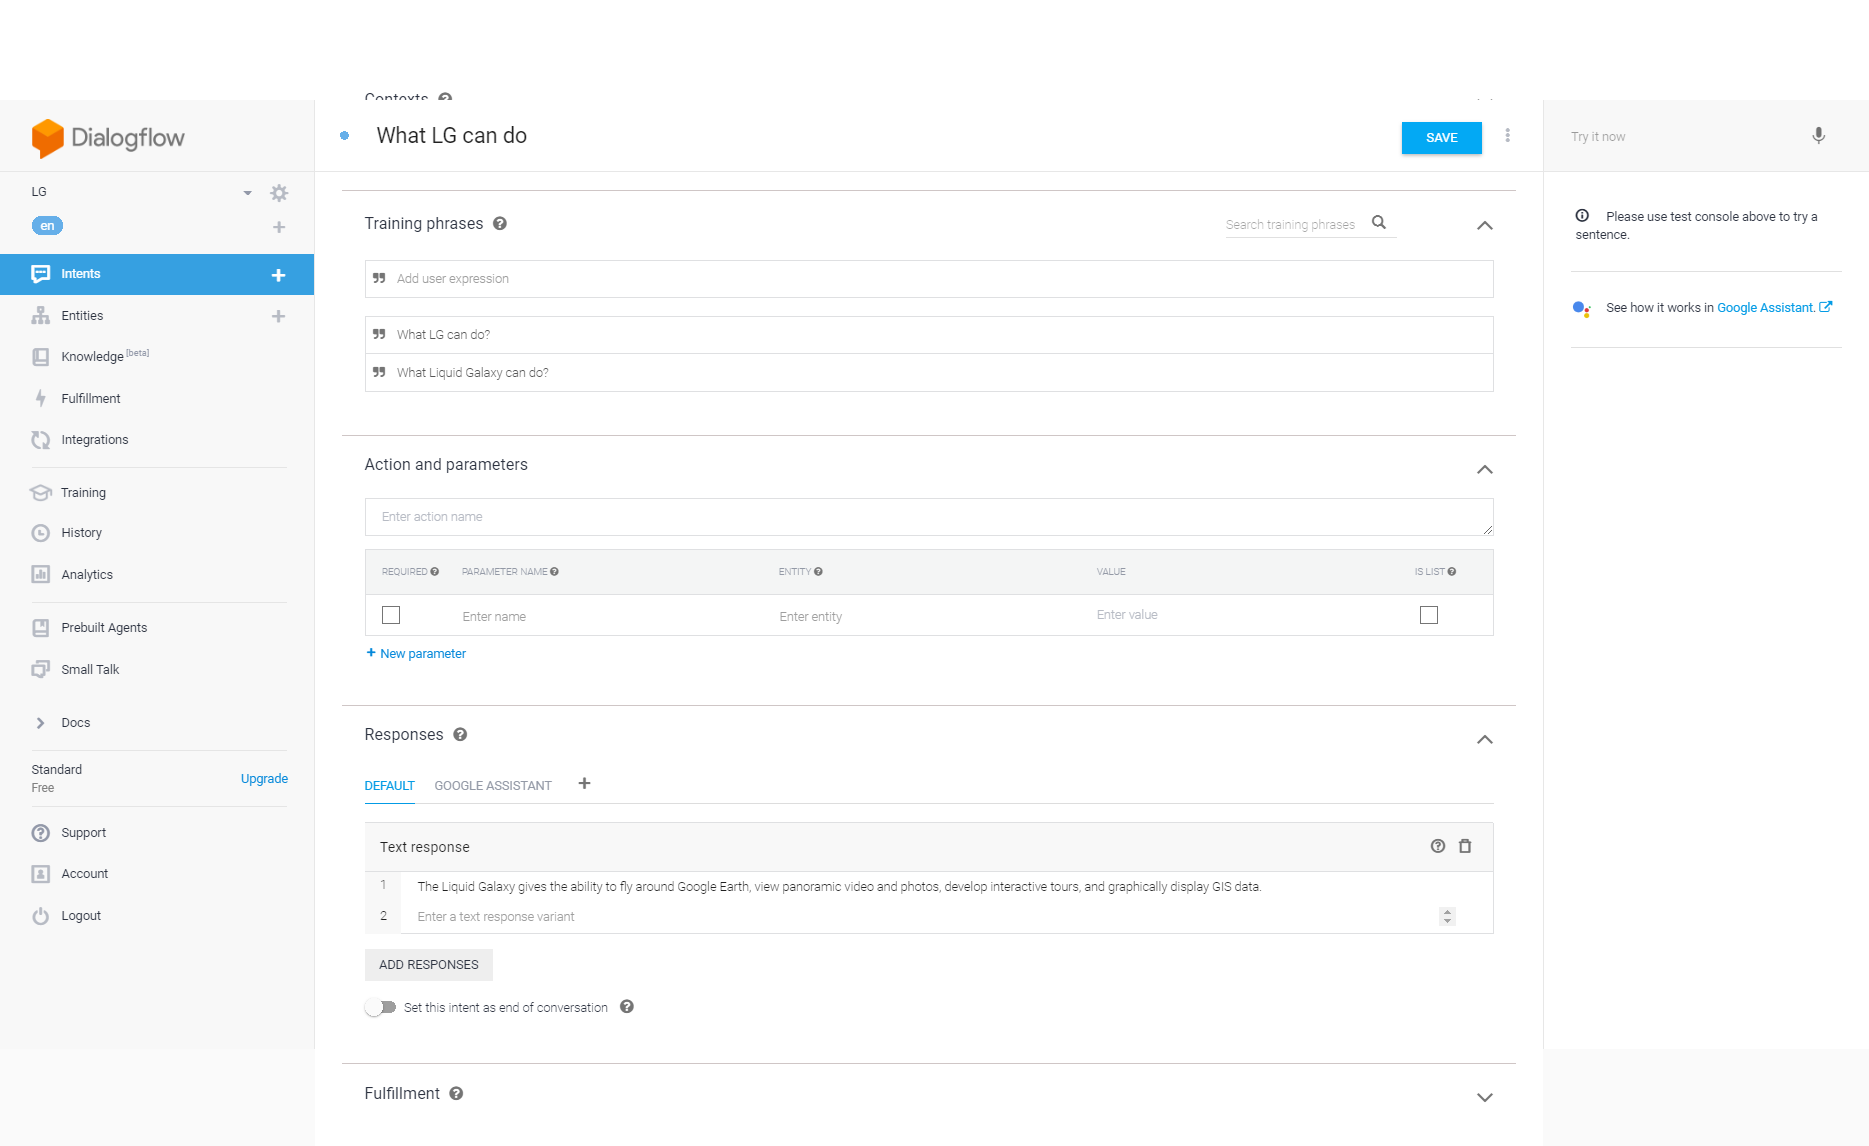 Contexts
Dialogflow
What LG can do
SAVE
Try it now
LG
en
Intents
Entities
Knowledge [beta]
Fulfillment
Integrations
Training
History
Analytics
Prebuilt Agents
Small Talk
Docs
Standard
Free
Upgrade
Support
Account
Logout
Training phrases
Search training phrases
Add user expression
What LG can do?
What Liquid Galaxy can do?
Action and parameters
Enter action name
REQUIRED PARAMETER NAME ENTITY VALUE IS LIST
Enter name Enter entity Enter value
+ New parameter
Responses
DEFAULT GOOGLE ASSISTANT +
Text response
1 The Liquid Galaxy gives the ability to fly around Google Earth, view panoramic video and photos, develop interactive tours, and graphically display GIS data.
2 Enter a text response variant
ADD RESPONSES
Set this intent as end of conversation
Fulfillment
Please use test console above to try a
sentence.
See how it works in Google Assistant.